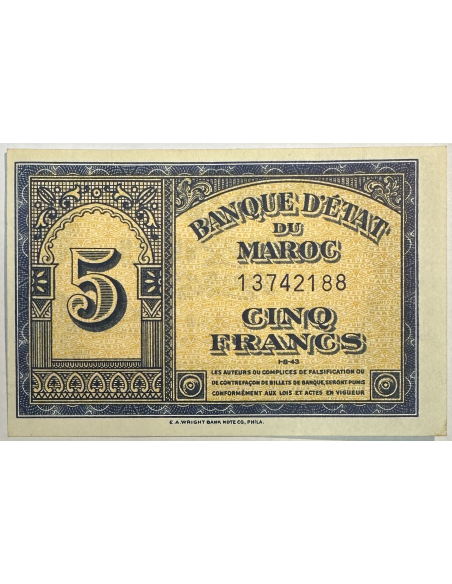 BANQUE D'ÉTAT
DU
MAROC
13742188
5
CINQ
FRANCS
1-8-43
LES AUTEURS OU COMPLICES DE FALSIFICATION OU
DE CONTREFAÇON DE BILLETS DE BANQUE, SERONT PUNIS
CONFORMÉMENT AUX LOIS ET ACTES EN VIGUEUR
E.A. WRIGHT BANK NOTE CO., PHILA.